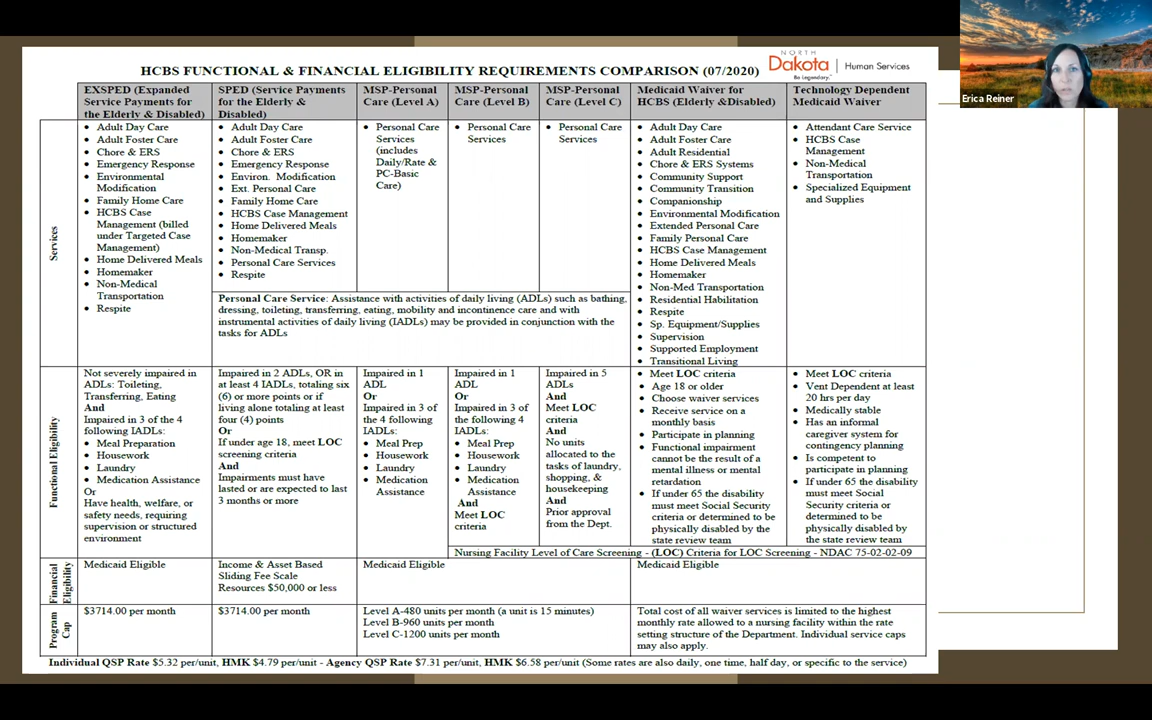 HCBS FUNCTIONAL & FINANCIAL ELIGIBILITY REQUIREMENTS COMPARISON (07/2020)
NORTH
Dakota
Be Legendary.
Human Services
Erica Reiner
EXSPED (Expanded
Service Payments for
the Elderly & Disabled)
SPED (Service Payments
for the Elderly &
Disabled)
MSP-Personal
Care (Level A)
MSP-Personal
Care (Level B)
MSP-Personal
Care (Level C)
Medicaid Waiver for
HCBS (Elderly &Disabled)
Technology Dependent
Medicaid Waiver
Services
• Adult Day Care
• Adult Foster Care
• Chore & ERS
• Emergency Response
• Environmental
Modification
• Family Home Care
• HCBS Case
Management (billed
under Targeted Case
Management)
• Home Delivered Meals
• Homemaker
• Non-Medical
Transportation
• Respite
• Adult Day Care
• Adult Foster Care
• Chore & ERS
• Emergency Response
• Environ. Modification
• Ext. Personal Care
• Family Home Care
• HCBS Case Management
• Home Delivered Meals
• Homemaker
• Non-Medical Transp.
• Personal Care Services
• Respite
• Personal Care
Services
(includes
Daily/Rate &
PC-Basic
Care)
• Personal Care
Services
• Personal Care
Services
Personal Care Service: Assistance with activities of daily living (ADLs) such as bathing,
dressing, toileting, transferring, eating, mobility and incontinence care and with
instrumental activities of daily living (IADLs) may be provided in conjunction with the
tasks for ADLs
• Adult Day Care
• Adult Foster Care
• Adult Residential
• Chore & ERS Systems
• Community Support
• Community Transition
• Companionship
• Environmental Modification
• Extended Personal Care
• Family Personal Care
• HCBS Case Management
• Home Delivered Meals
• Homemaker
• Non-Med Transportation
• Residential Habilitation
• Respite
• Sp. Equipment/Supplies
• Supervision
• Supported Employment
• Transitional Living
• Attendant Care Service
• HCBS Case
Management
• Non-Medical
Transportation
• Specialized Equipment
and Supplies
Functional Eligibility
Not severely impaired in
ADLs: Toileting,
Transferring, Eating
And
Impaired in 3 of the 4
following IADLs:
• Meal Preparation
• Housework
• Laundry
• Medication Assistance
Or
Have health, welfare, or
safety needs, requiring
supervision or structured
environment
Impaired in 2 ADLs, OR in
at least 4 IADLs, totaling six
(6) or more points or if
living alone totaling at least
four (4) points
Or
If under age 18, meet LOC
screening criteria
And
Impairments must have
lasted or are expected to last
3 months or more
Impaired in 1
ADL
Or
Impaired in 3 of
the 4 following
IADLs:
• Meal Prep
• Housework
• Laundry
• Medication
Assistance
Impaired in 1
ADL
Or
Impaired in 3 of
the following 4
IADLs:
• Meal Prep
• Housework
• Laundry
• Medication
Assistance
And
Meet LOC
criteria
Impaired in 5
ADLs
And
Meet LOC
criteria
And
No units
allocated to the
tasks of laundry,
shopping, &
housekeeping
And
Prior approval
from the Dept.
• Meet LOC criteria
• Age 18 or older
• Choose waiver services
• Receive service on a
monthly basis
• Participate in planning
• Functional impairment
cannot be the result of a
mental illness or mental
retardation
• If under 65 the disability
must meet Social Security
criteria or determined to be
physically disabled by the
state review team
• Meet LOC criteria
• Vent Dependent at least
20 hrs per day
• Medically stable
• Has an informal
caregiver system for
contingency planning
• Is competent to
participate in planning
• If under 65 the disability
must meet Social
Security criteria or
determined to be
physically disabled by
the state review team
Nursing Facility Level of Care Screening - (LOC) Criteria for LOC Screening - NDAC 75-02-02-09
Financial
Eligibility
Medicaid Eligible
Income & Asset Based
Sliding Fee Scale
Resources $50,000 or less
Medicaid Eligible
Medicaid Eligible
Program
Cap
$3714.00 per month
$3714.00 per month
Level A-480 units per month (a unit is 15 minutes)
Level B-960 units per month
Level C-1200 units per month
Total cost of all waiver services is limited to the highest
monthly rate allowed to a nursing facility within the rate
setting structure of the Department. Individual service caps
may also apply.
Individual QSP Rate $5.32 per/unit, HMK $4.79 per/unit - Agency QSP Rate $7.31 per/unit, HMK $6.58 per/unit (Some rates are also daily, one time, half day, or specific to the service)